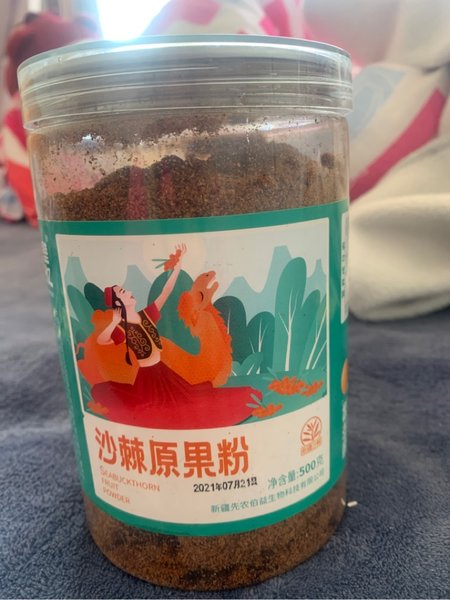 沙棘原果粉
SEABUCKTHORN
FRUIT
POWDER
2021年07月21日
净含量:500克
新疆先农佰益生物科技有限公司